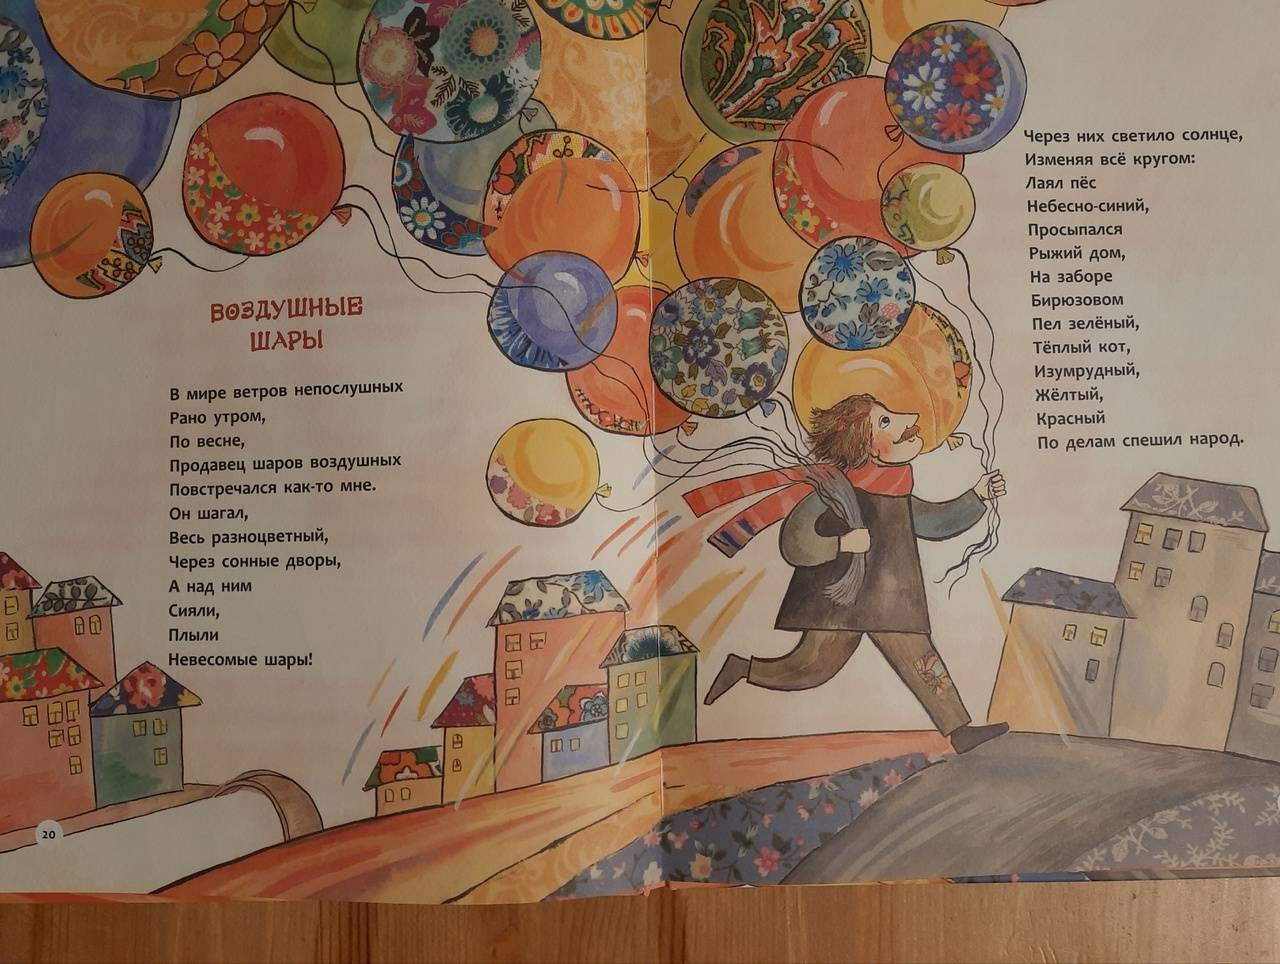 ВОЗДУШНЫЕ
ШАРЫ
В мире ветров непослушных
Рано утром,
По весне,
Продавец шаров воздушных
Повстречался как-то мне.
Он шагал,
Весь разноцветный,
Через сонные дворы,
А над ним
Сияли,
Плыли
Невесомые шары!
20
Через них светило солнце,
Изменяя всё кругом:
Лаял пёс
Небесно-синий,
Просыпался
Рыжий дом,
На заборе
Бирюзовом
Пел зелёный,
Тёплый кот,
Изумрудный,
Жёлтый,
Красный
По делам спешил народ.